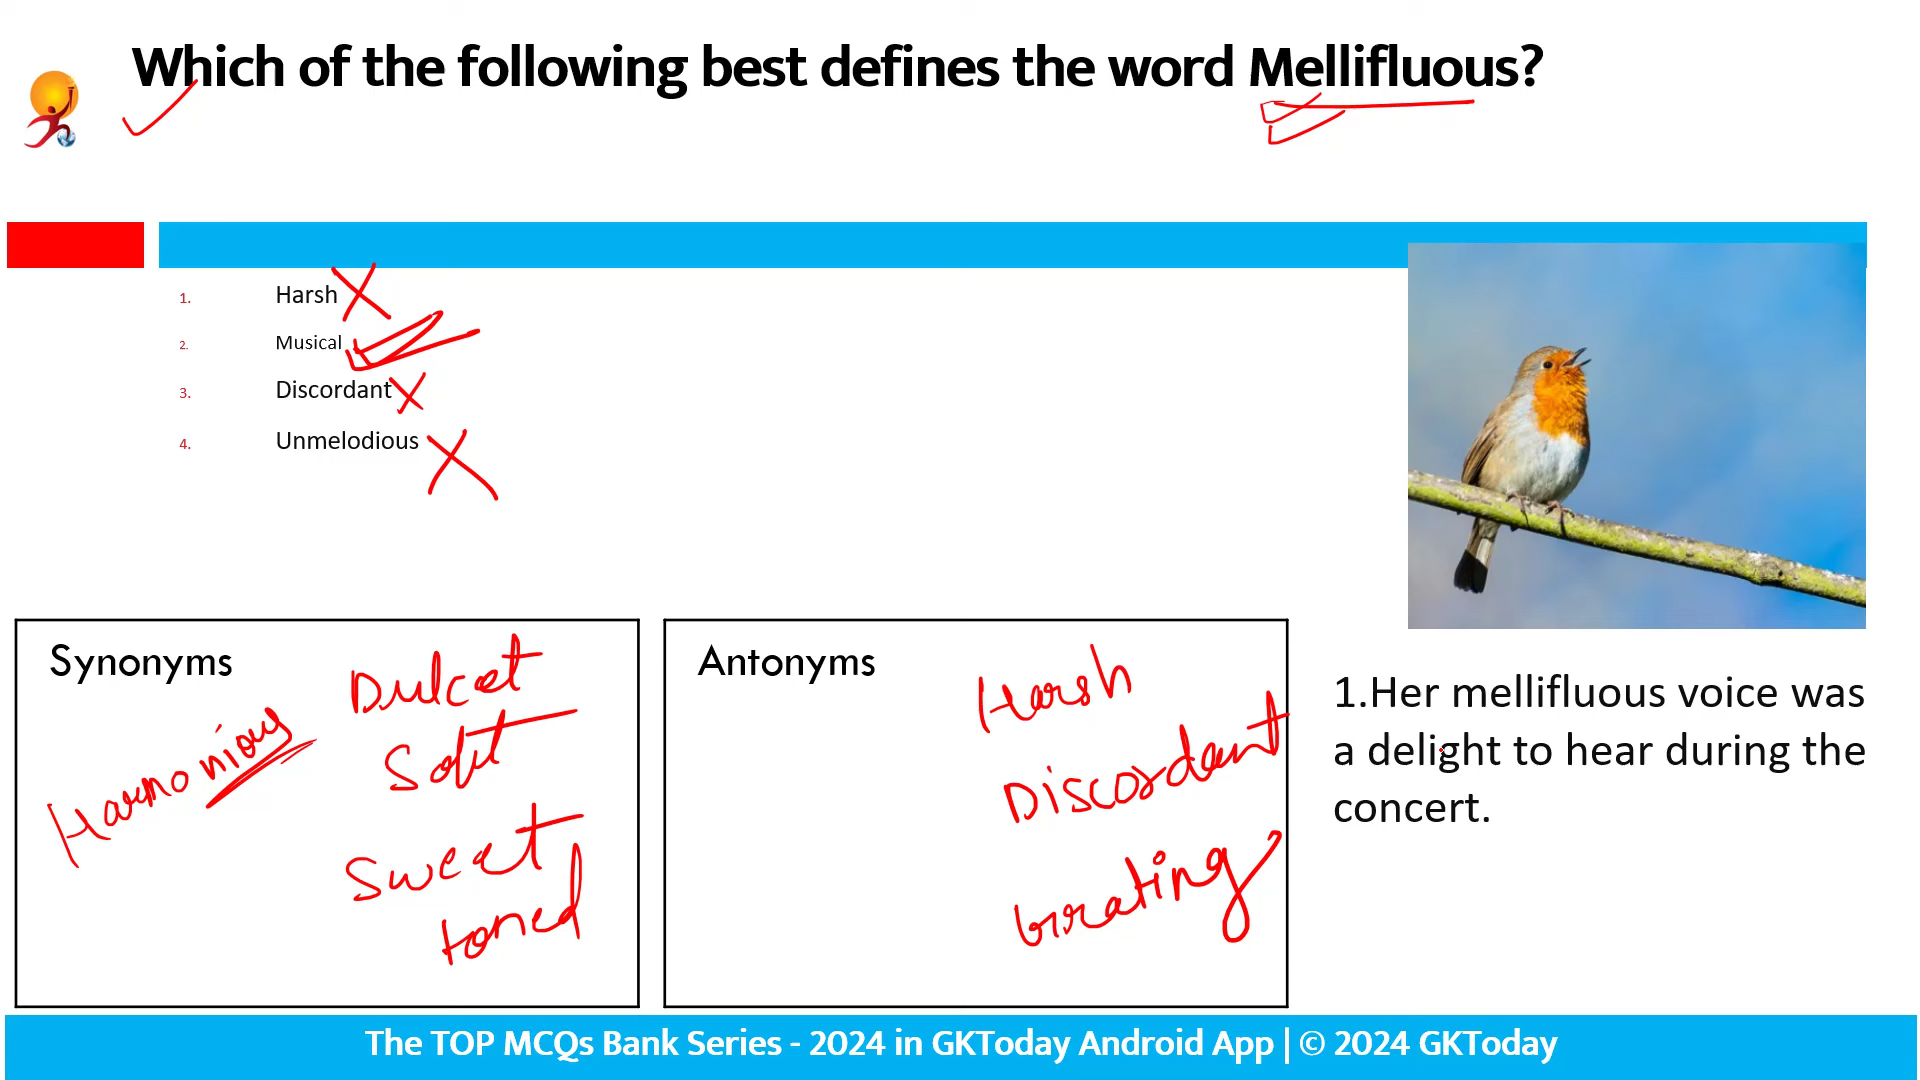 Which of the following best defines the word Mellifluous?
1. Harsh
2. Musical
3. Discordant
4. Unmelodious
Synonyms
Dulcet
Soft
Harmonious
Sweet
toned
Antonyms
Harsh
Discordant
Grating
1.Her mellifluous voice was
a delight to hear during the
concert.
The TOP MCQs Bank Series - 2024 in GKToday Android App | © 2024 GKToday